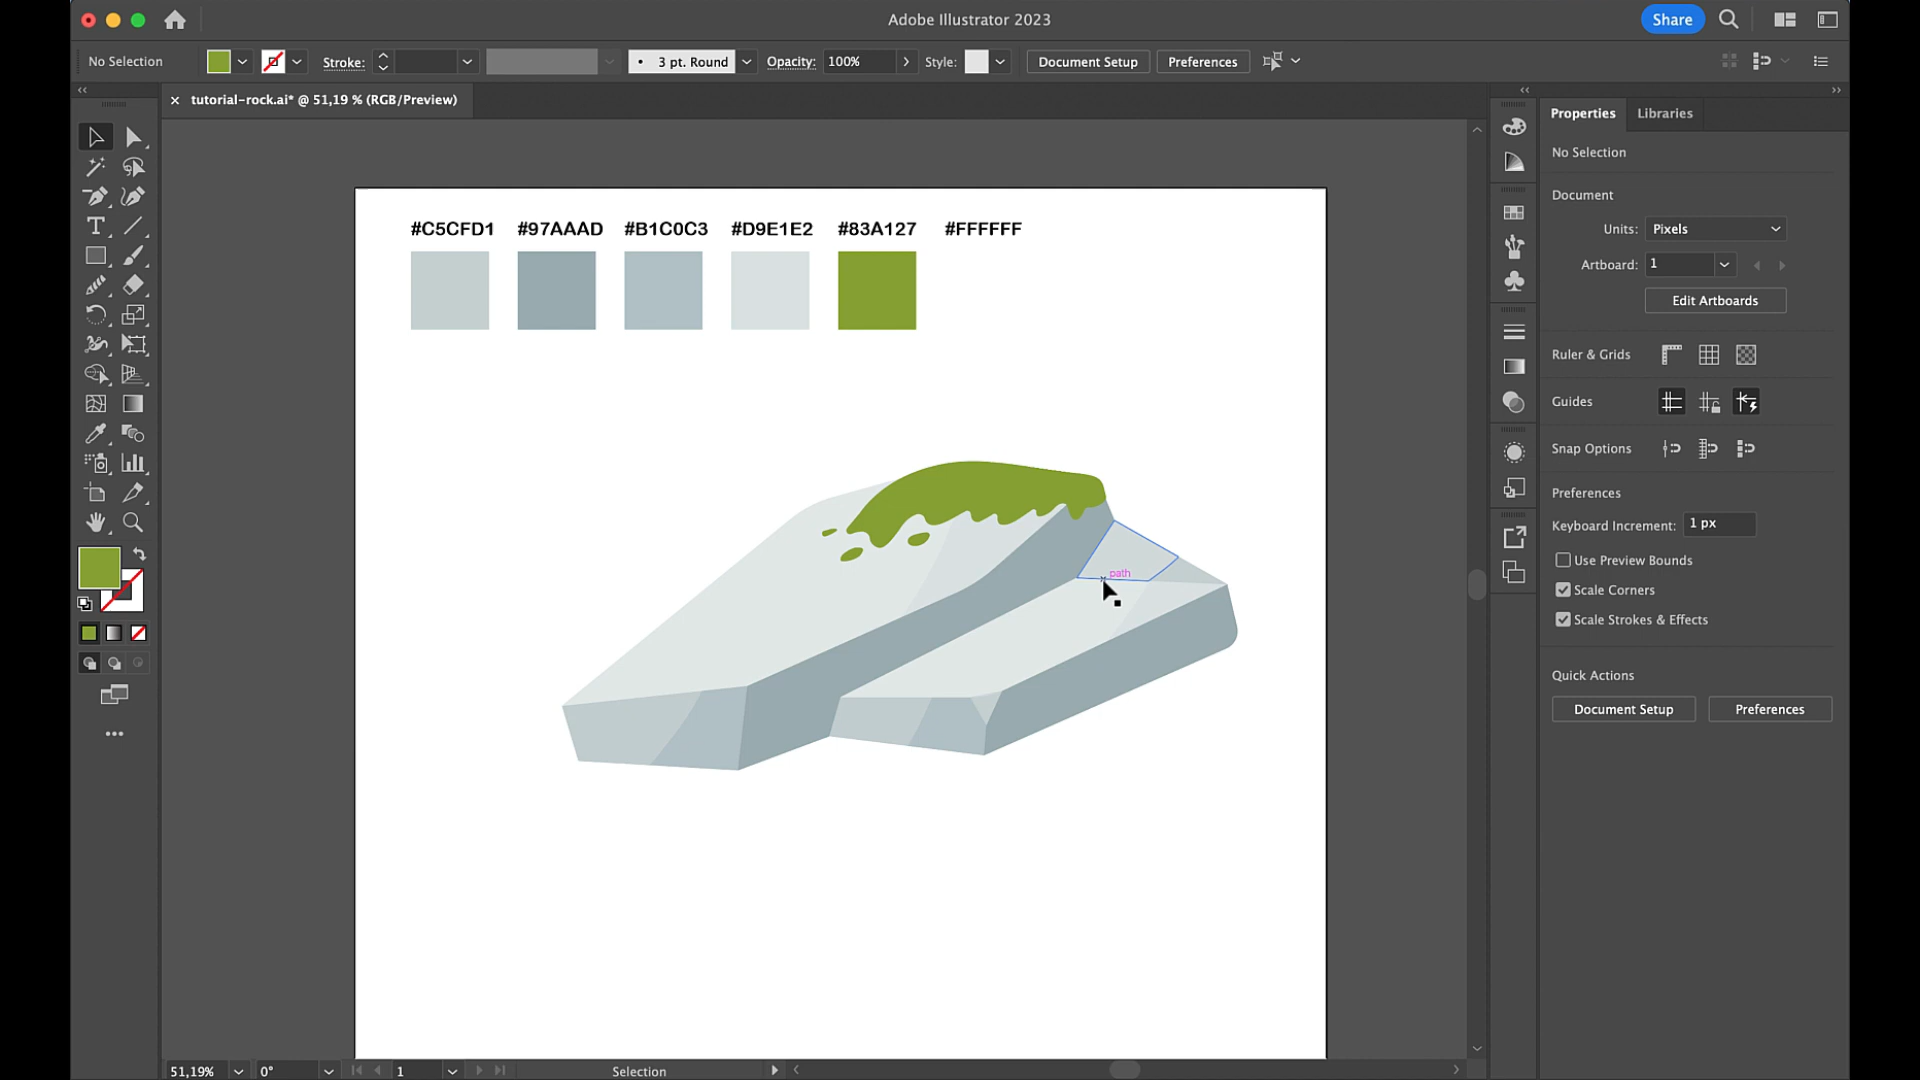 Adobe Illustrator 2023
Share
No Selection
Stroke:
3 pt. Round
Opacity:
100%
Style:
Document Setup
Preferences
tutorial-rock.ai* @ 51,19 % (RGB/Preview)
Properties
Libraries
No Selection
Document
Units:
Pixels
Artboard:
1
Edit Artboards
Ruler & Grids
Guides
Snap Options
Preferences
Keyboard Increment:
1 px
Use Preview Bounds
Scale Corners
Scale Strokes & Effects
Quick Actions
Document Setup
Preferences
#C5CFD1 #97AAAD #B1C0C3 #D9E1E2 #83A127 #FFFFFF
path
51,19%
0°
1
Selection